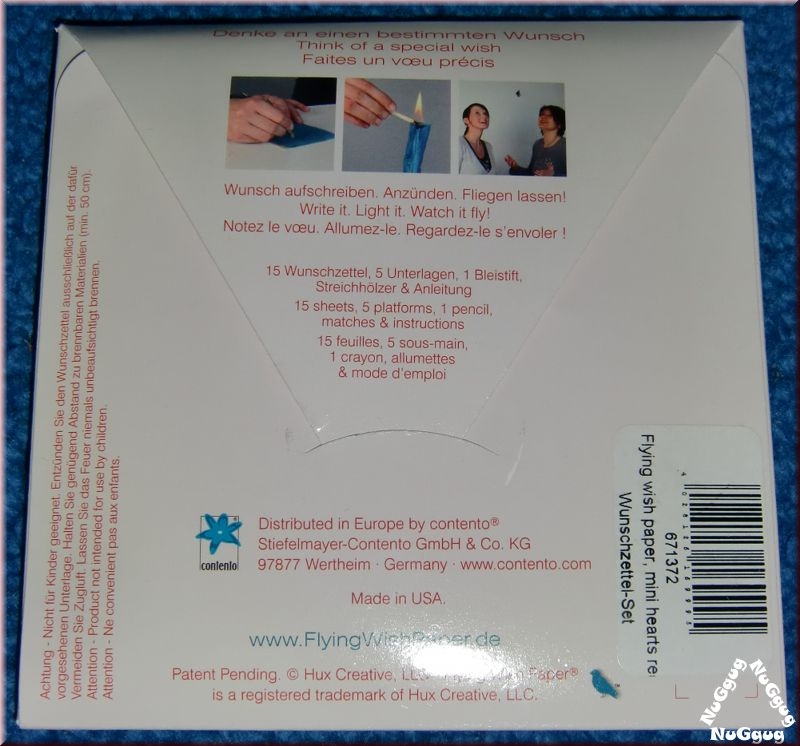 Denke an einen bestimmten Wunsch
Think of a special wish
Faites un vœu précis
Wunsch aufschreiben. Anzünden. Fliegen lassen!
Write it. Light it. Watch it fly!
Notez le vœu. Allumez-le. Regardez-le s'envoler !
15 Wunschzettel, 5 Unterlagen, 1 Bleistift,
Streichhölzer & Anleitung
15 sheets, 5 platforms, 1 pencil,
matches & instructions
15 feuilles, 5 sous-main,
1 crayon, allumettes
& mode d'emploi
Achtung - Nicht für Kinder geeignet. Entzünden Sie den Wunschzettel ausschließlich auf der dafür
vorgesehenen Unterlage. Halten Sie genügend Abstand zu brennbaren Materialien (min. 50 cm).
Vermeiden Sie Zugluft. Lassen Sie das Feuer niemals unbeaufsichtigt brennen.
Attention - Product not intended for use by children.
Attention - Ne convenient pas aux enfants.
contento
Distributed in Europe by contento®
Stiefelmayer-Contento GmbH & Co. KG
97877 Wertheim · Germany · www.contento.com
Made in USA.
www.FlyingWishPaper.de
Patent Pending. © Hux Creative, LLC. Paper®
is a registered trademark of Hux Creative, LLC.
671372
Flying wish paper, mini hearts re
Wunschzettel-Set
NuGgug
NuGgug
NuGgug